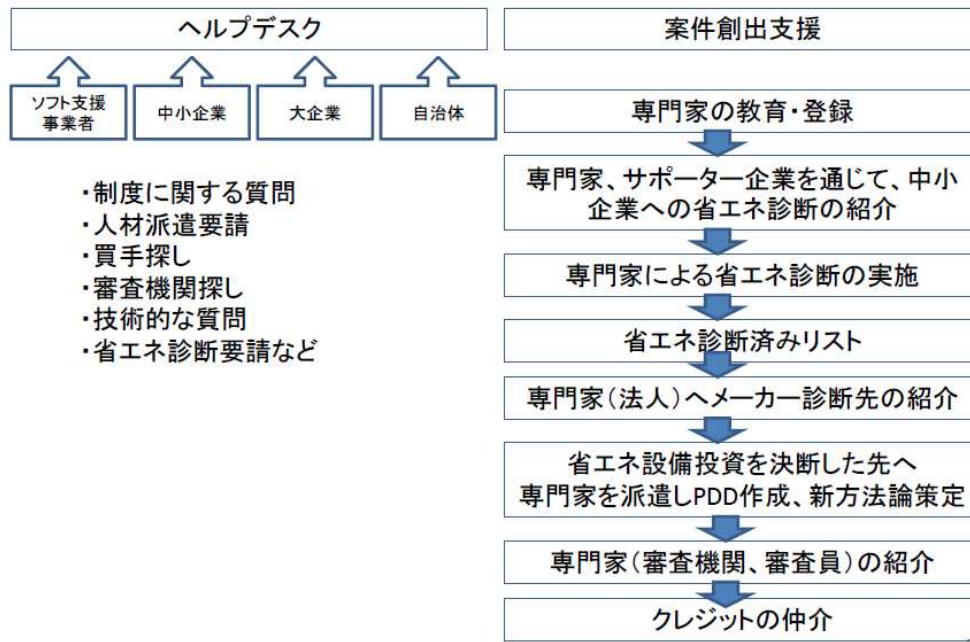 ヘルプデスク
ソフト支援
事業者
中小企業
大企業
自治体
・制度に関する質問
・人材派遣要請
・買手探し
・審査機関探し
・技術的な質問
・省エネ診断要請など
案件創出支援
専門家の教育・登録
専門家、サポーター企業を通じて、中小
企業への省エネ診断の紹介
専門家による省エネ診断の実施
省エネ診断済みリスト
専門家(法人)へメーカー診断先の紹介
省エネ設備投資を決断した先へ
専門家を派遣しPDD作成、新方法論策定
専門家(審査機関、審査員)の紹介
クレジットの仲介